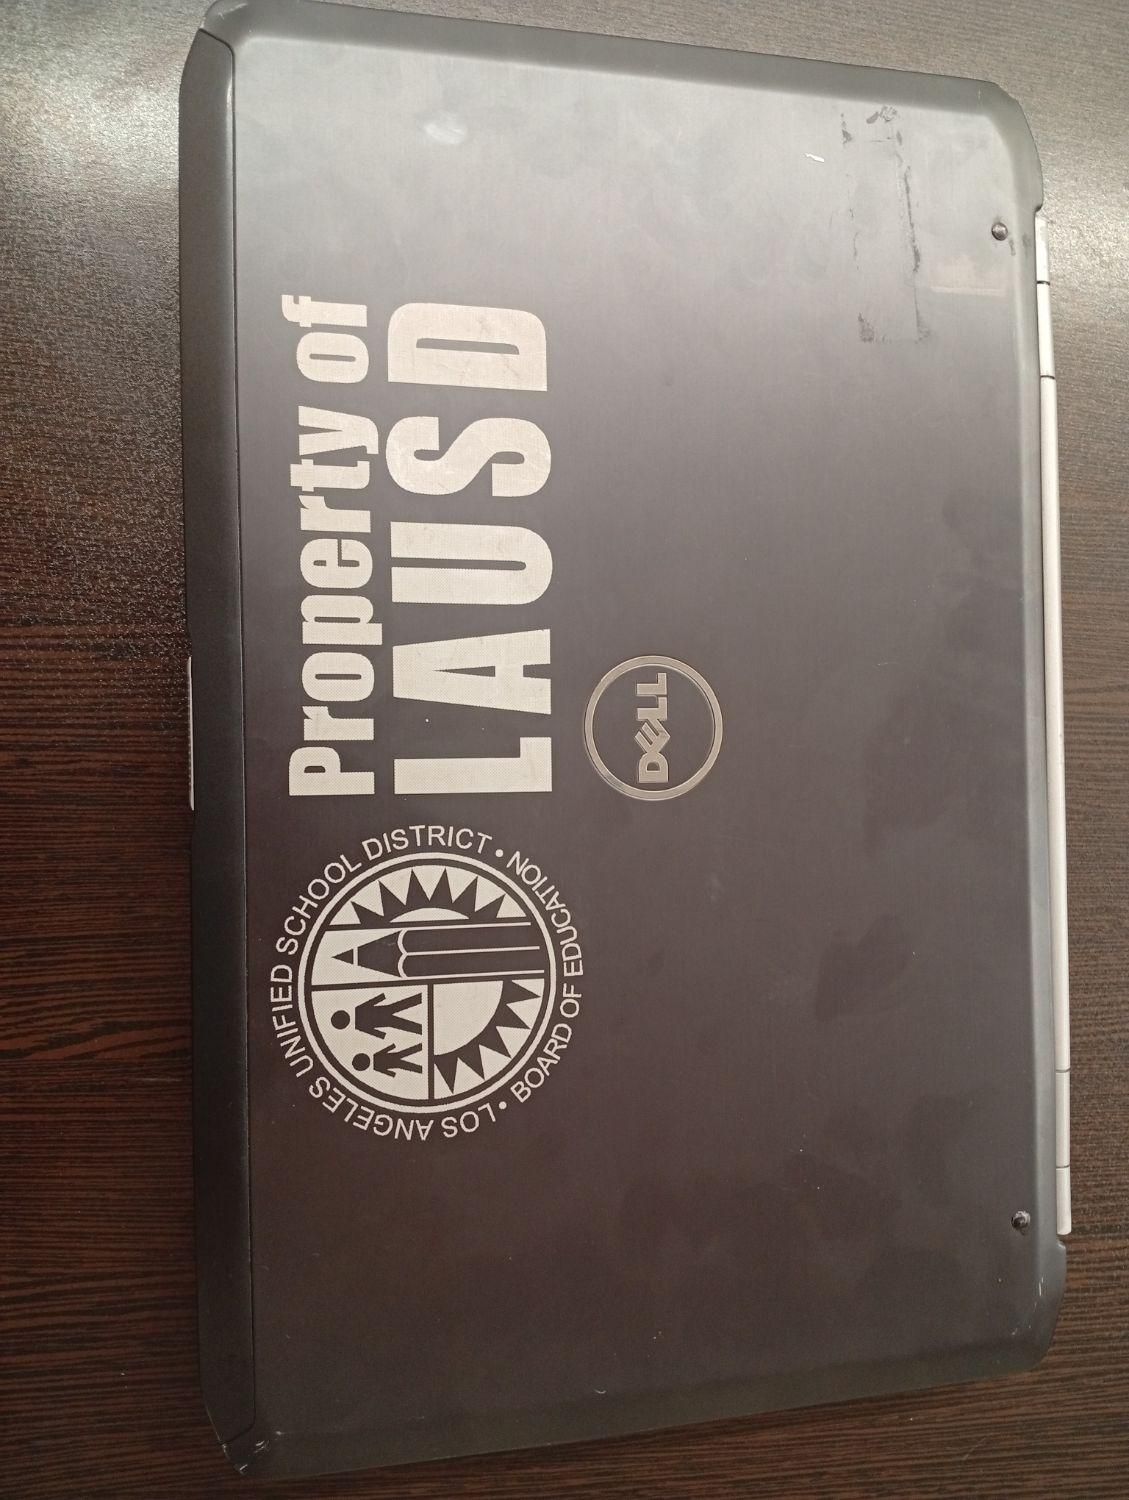 Property of
LAUSD
LOS ANGELES UNIFIED SCHOOL DISTRICT • BOARD OF EDUCATION •
DELL